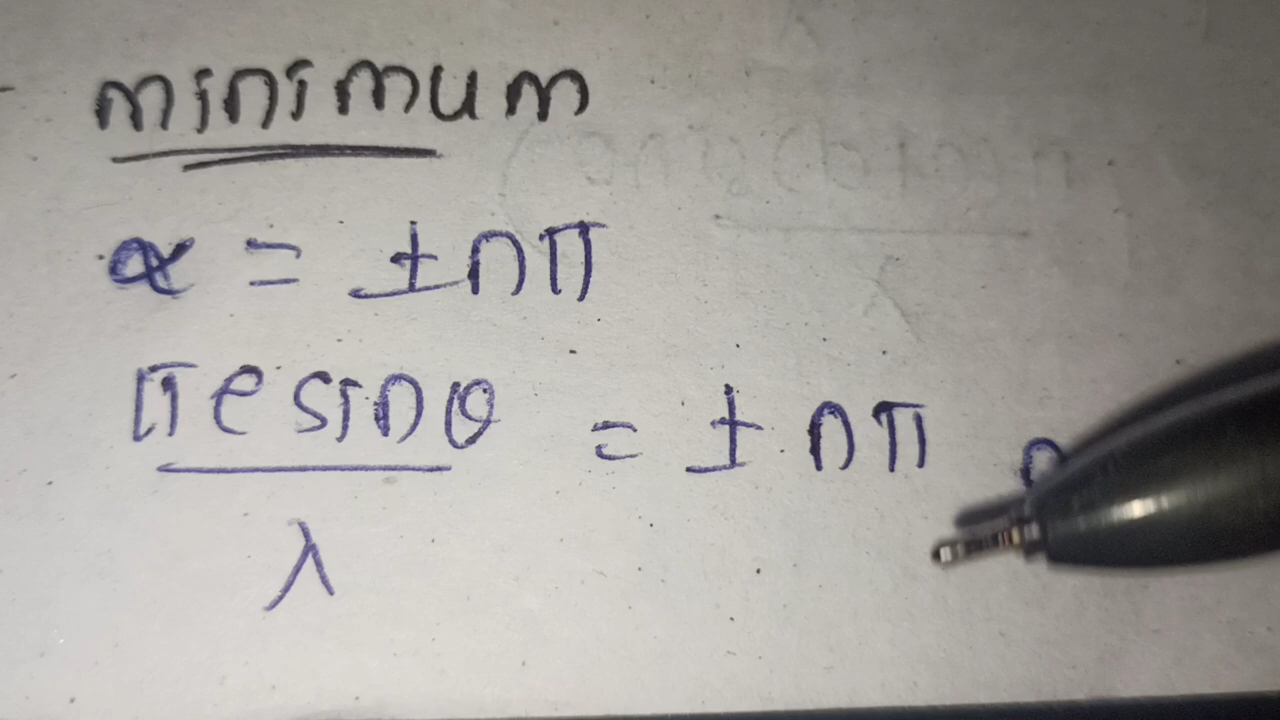 minimum
α = ±nπ
πe sinθ / λ = ± nπ n